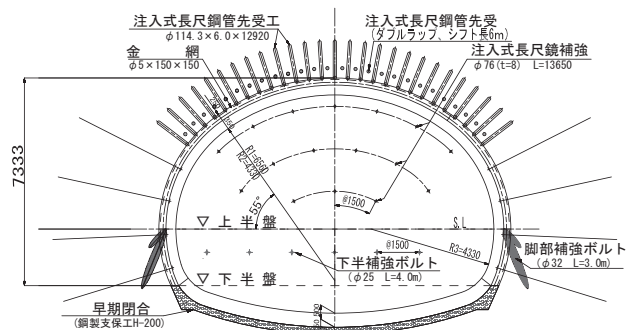 注入式長尺鋼管先受工
φ114.3×6.0×12920
金 網
φ5×150×150
注入式長尺鋼管先受
(ダブルラップ、シフト長6m)
注入式長尺鏡補強
φ76(t=8) L=13650
7333
R1=6560
R2=4330
55°
@1500
S.L
▽ 上 半 盤
@1500
R3=4330
▽ 下 半 盤
下半補強ボルト
(φ25 L=4.0m)
脚部補強ボルト
(φ32 L=3.0m)
早期閉合
(鋼製支保工H-200)